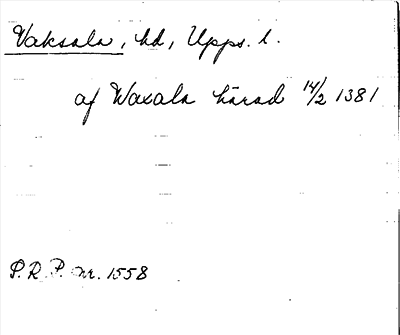 Vaksala, hd, Upps. l.
af Waxala härad 14/2 1381
P.R.P. nr. 1558